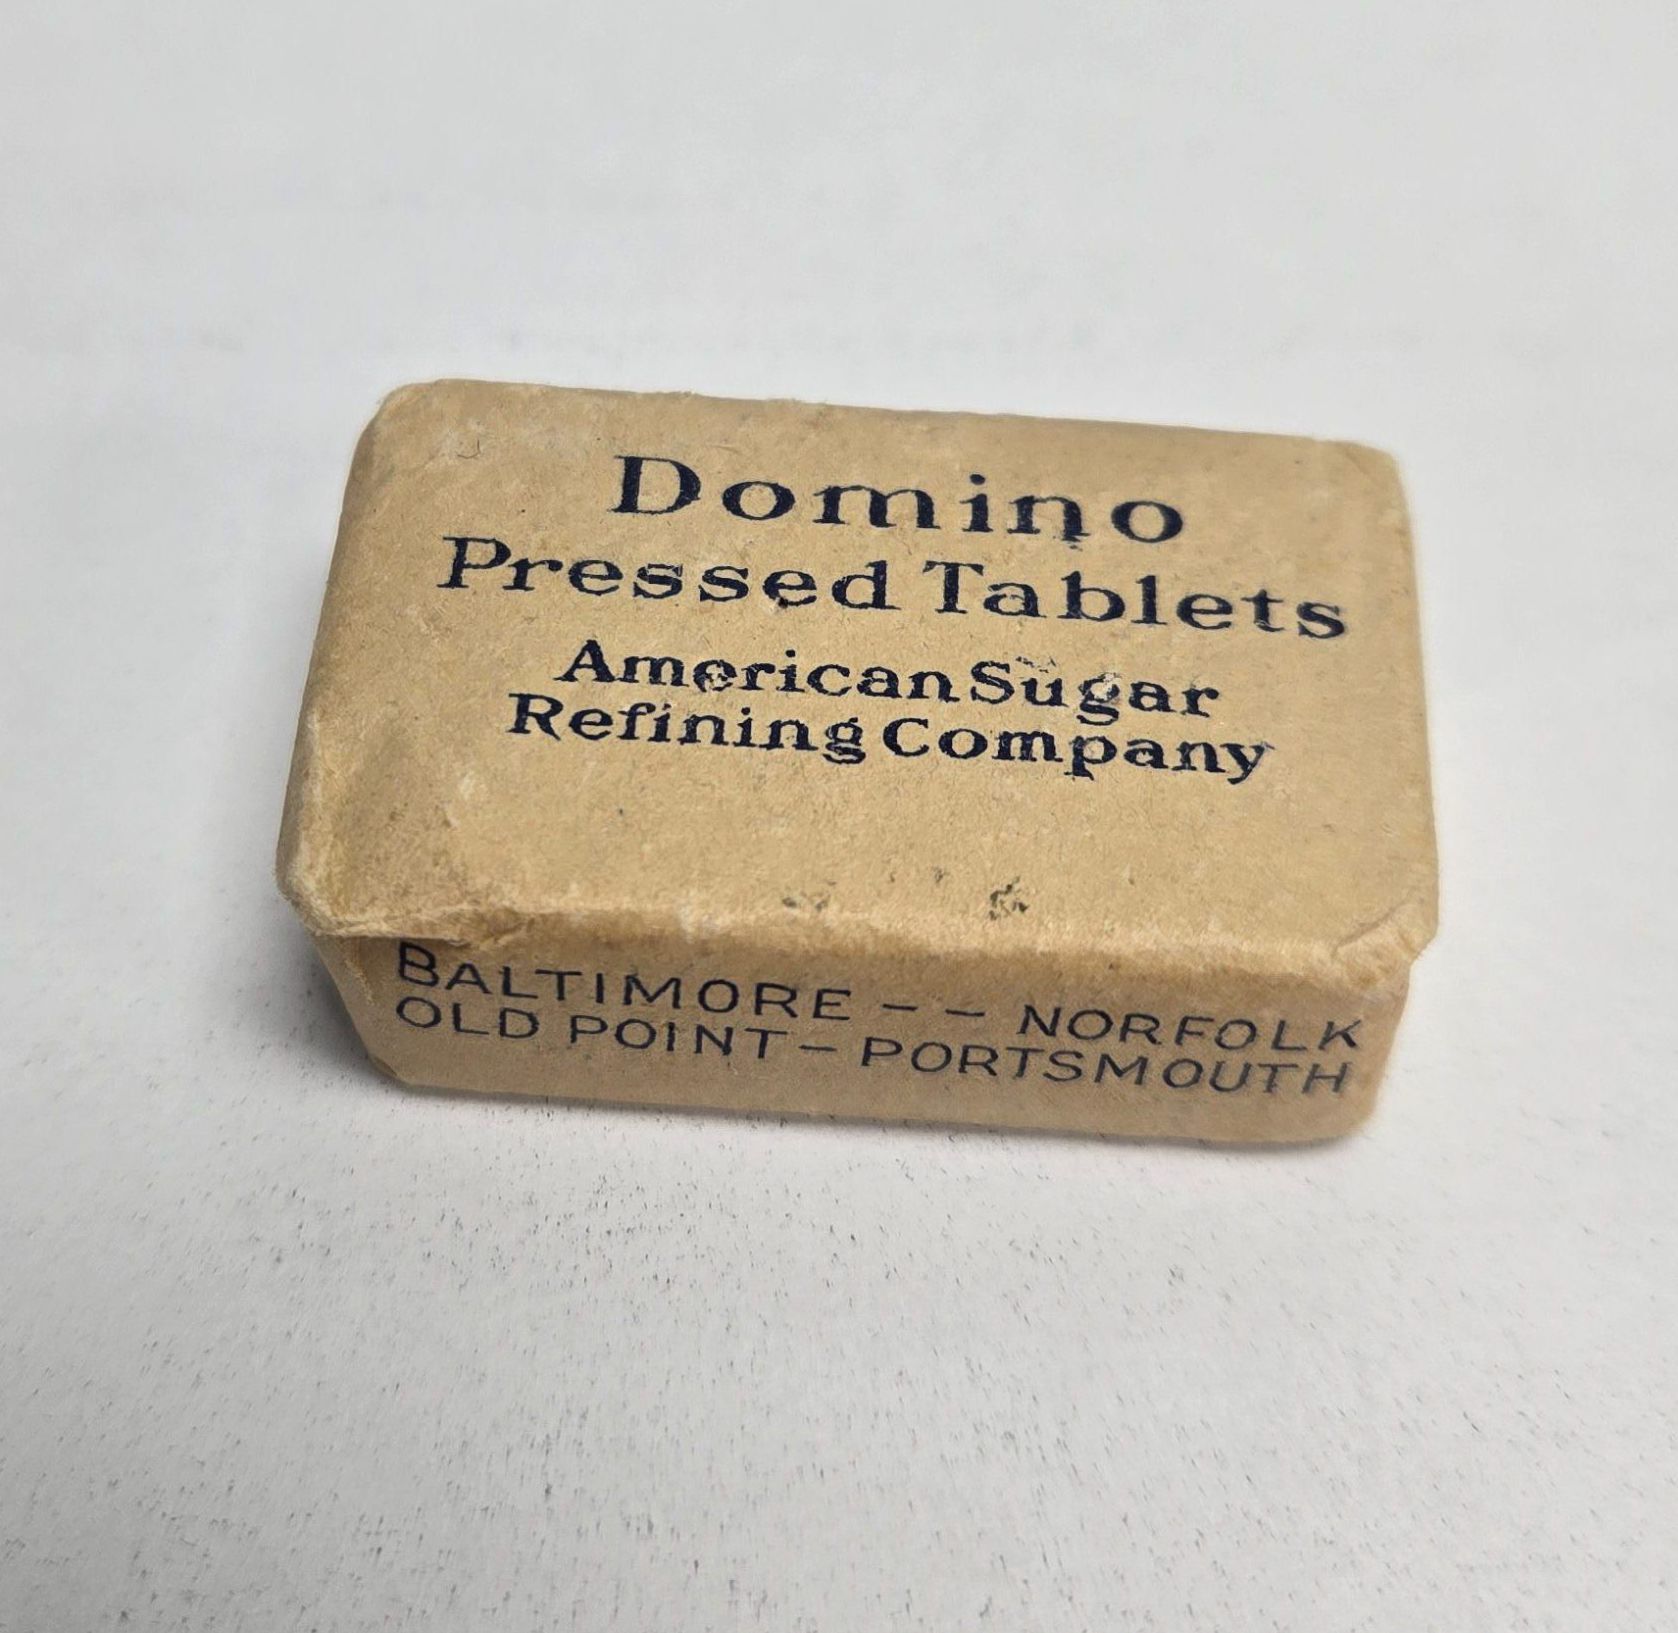 Domino
Pressed Tablets
American Sugar
Refining Company
BALTIMORE - - NORFOLK
OLD POINT - PORTSMOUTH